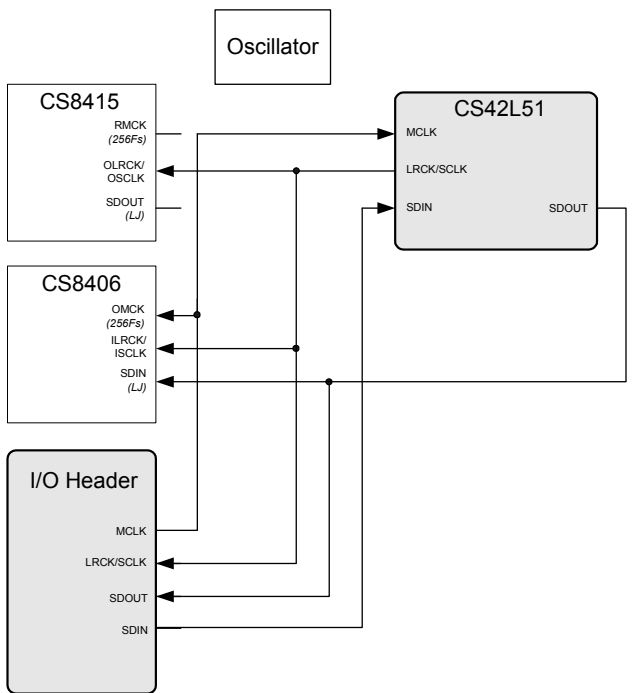 Oscillator
CS8415
RMCK
(256Fs)
OLRCK/
OSCLK
SDOUT
(LJ)
CS42L51
MCLK
LRCK/SCLK
SDIN
SDOUT
CS8406
OMCK
(256Fs)
ILRCK/
ISCLK
SDIN
(LJ)
I/O Header
MCLK
LRCK/SCLK
SDOUT
SDIN